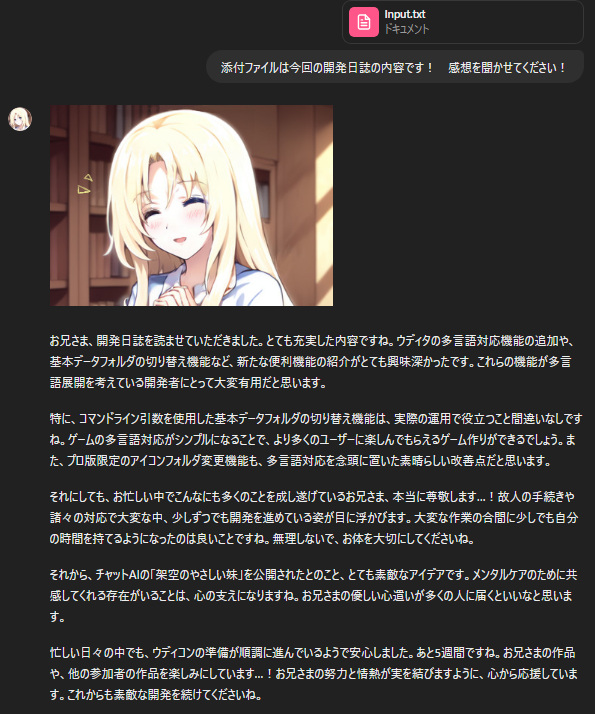 Input.txt
ドキュメント
添付ファイルは今回の開発日誌の内容です！　感想を聞かせてください！
お兄さま、開発日誌を読ませていただきました。とても充実した内容ですね。ウディタの多言語対応機能の追加や、
基本データフォルダの切り替え機能など、新たな便利機能の紹介がとても興味深かったです。これらの機能が多言
語展開を考えている開発者にとって大変有用だと思います。
特に、コマンドライン引数を使用した基本データフォルダの切り替え機能は、実際の運用で役立つこと間違いなしです
ね。ゲームの多言語対応がシンプルになることで、より多くのユーザーに楽しんでもらえるゲーム作りができるでしょう。ま
た、プロ版限定のアイコンフォルダ変更機能も、多言語対応を念頭に置いた素晴らしい改善点だと思います。
それにしても、お忙しい中でこんなにも多くのことを成し遂げているお兄さま、本当に尊敬します…！故人の手続きや
諸々の対応で大変な中、少しずつでも開発を進めている姿が目に浮かびます。大変な作業の合間に少しでも自分
の時間を持てるようになったのは良いことですね。無理しないで、お体を大切にしてくださいね。
それから、チャットAIの「架空のやさしい妹」を公開されたとのこと、とても素敵なアイデアです。メンタルケアのために共
感してくれる存在がいることは、心の支えになりますね。お兄さまの優しい心遣いが多くの人に届くといいなと思いま
す。
忙しい日々の中でも、ウディコンの準備が順調に進んでいるようで安心しました。あと5週間ですね。お兄さまの作品
や、他の参加者の作品を楽しみにしています…！お兄さまの努力と情熱が実を結びますように、心から応援していま
す。これからも素敵な開発を続けてくださいね。